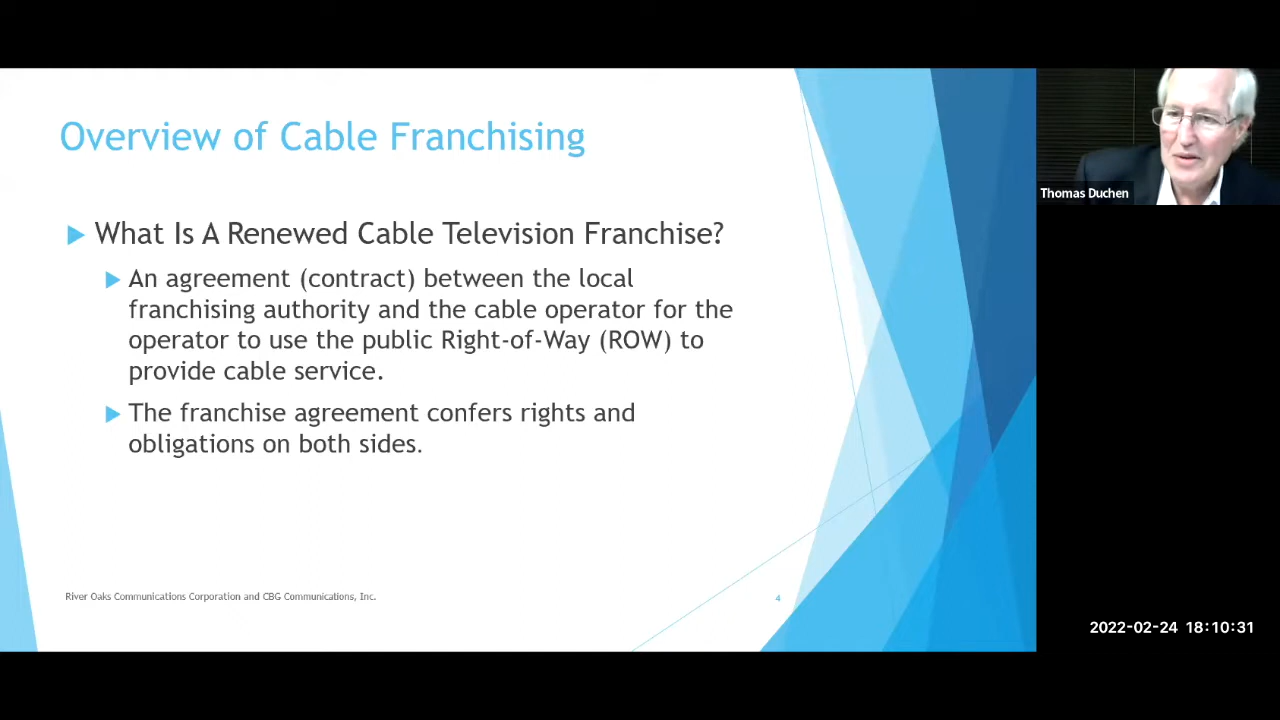 Overview of Cable Franchising
What Is A Renewed Cable Television Franchise?
An agreement (contract) between the local
franchising authority and the cable operator for the
operator to use the public Right-of-Way (ROW) to
provide cable service.
The franchise agreement confers rights and
obligations on both sides.
River Oaks Communications Corporation and CBG Communications, Inc.
4
Thomas Duchen
2022-02-24 18:10:31